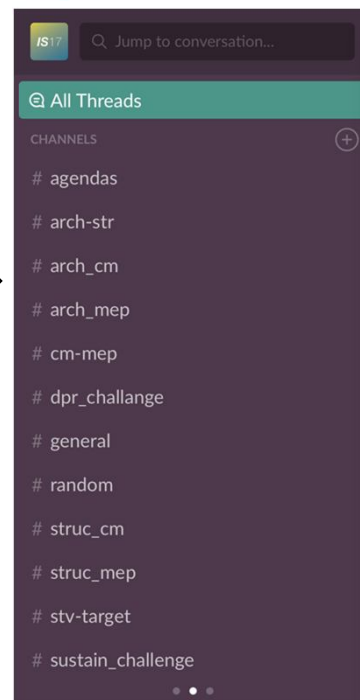 IS17
Jump to conversation...
All Threads
CHANNELS
# agendas
# arch-str
# arch_cm
# arch_mep
# cm-mep
# dpr_challange
# general
# random
# struc_cm
# struc_mep
# stv-target
# sustain_challenge